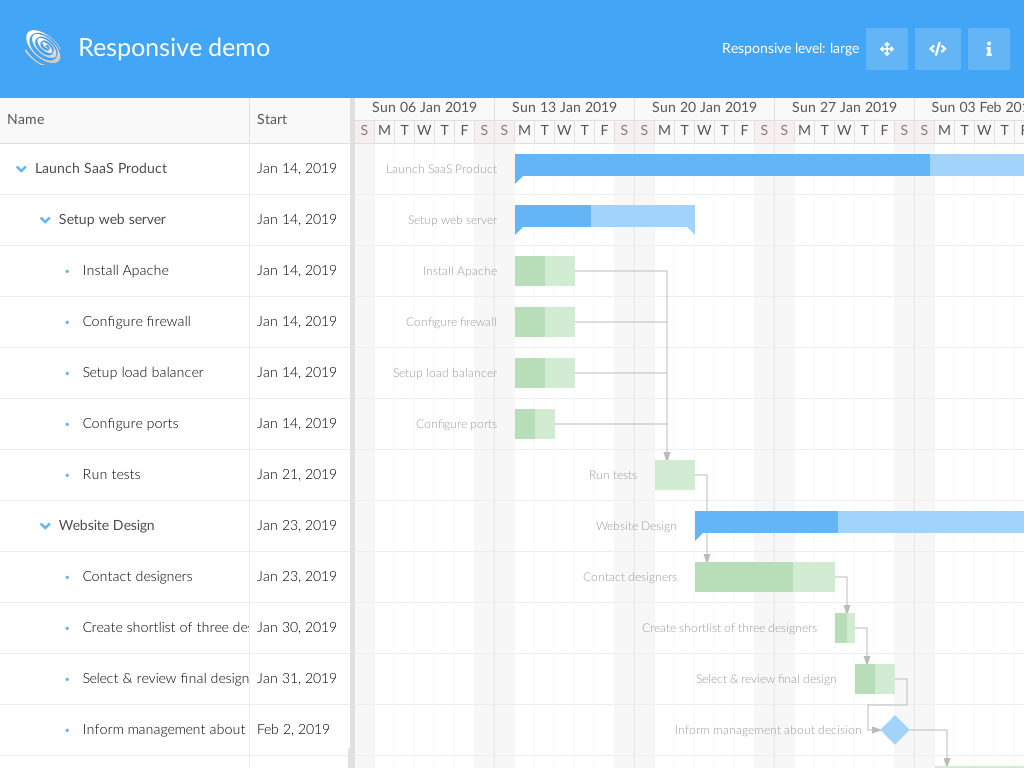 Responsive demo
Responsive level: large
Name Start
Sun 06 Jan 2019 Sun 13 Jan 2019 Sun 20 Jan 2019 Sun 27 Jan 2019 Sun 03 Feb 201
S M T W T F S S M T W T F S S M T W T F S S M T W T F S S M T W T F
Launch SaaS Product Jan 14, 2019 Launch SaaS Product
Setup web server Jan 14, 2019 Setup web server
Install Apache Jan 14, 2019 Install Apache
Configure firewall Jan 14, 2019 Configure firewall
Setup load balancer Jan 14, 2019 Setup load balancer
Configure ports Jan 14, 2019 Configure ports
Run tests Jan 21, 2019 Run tests
Website Design Jan 23, 2019 Website Design
Contact designers Jan 23, 2019 Contact designers
Create shortlist of three des Jan 30, 2019 Create shortlist of three designers
Select & review final design Jan 31, 2019 Select & review final design
Inform management about Feb 2, 2019 Inform management about decision